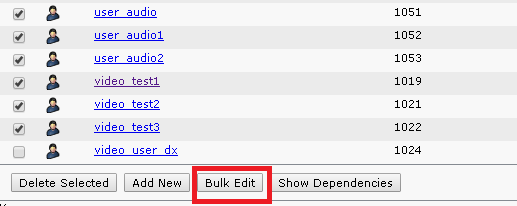 user_audio 1051
user_audio1 1052
user_audio2 1053
video_test1 1019
video_test2 1021
video_test3 1022
video_user_dx 1024
Delete Selected Add New Bulk Edit Show Dependencies